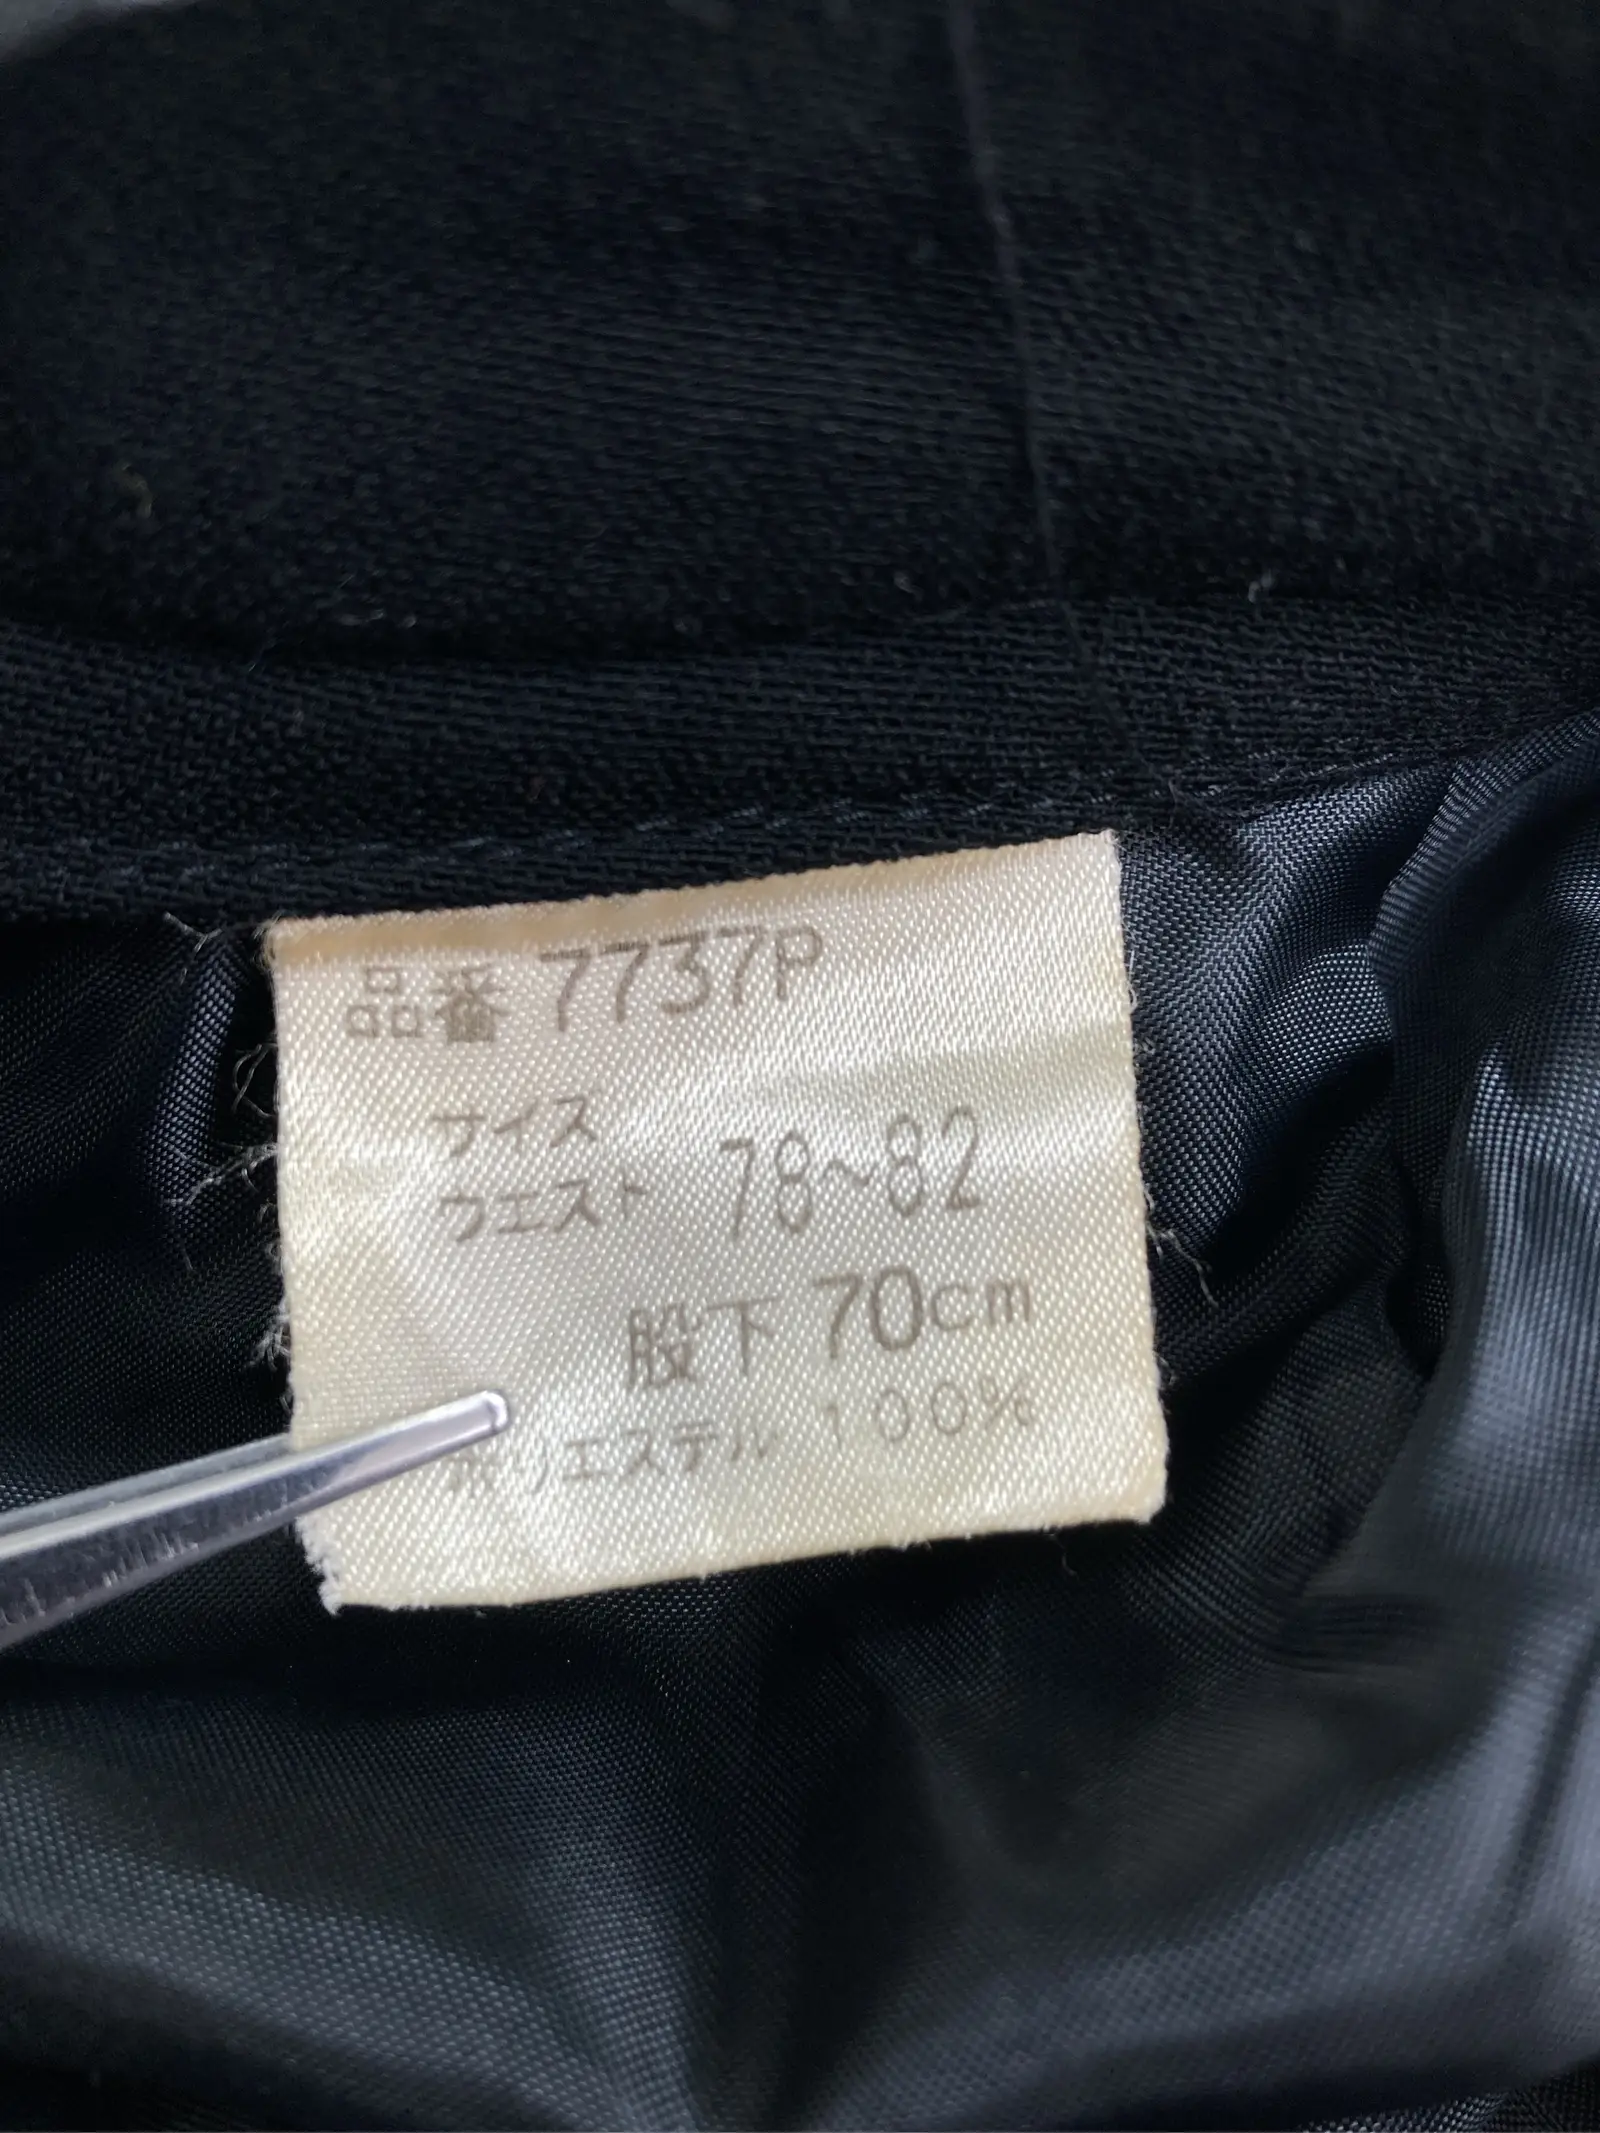 品番 7737P
サイズ
ウエスト 78~82
股下 70cm
ポリエステル 100%